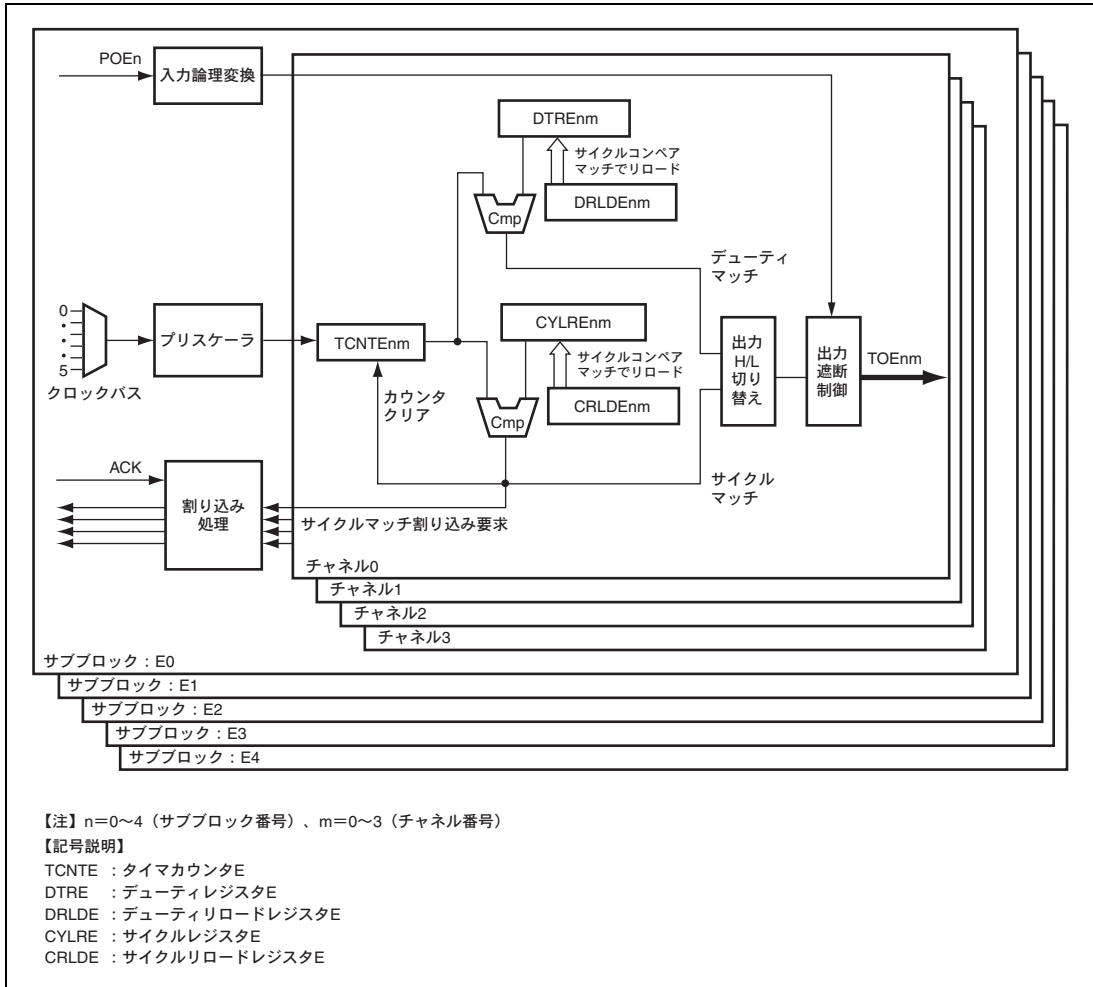 POEn
入力論理変換
DTREnm
サイクルコンペア
マッチでリロード
DRLDEnm
Cmp
デューティ
マッチ
0
5
クロックバス
プリスケーラ
TCNTEnm
CYLREnm
サイクルコンペア
マッチでリロード
CRLDEnm
Cmp
カウンタ
クリア
出力
H/L
切り
替え
出力
遮断
制御
TOEnm
サイクル
マッチ
ACK
割り込み
処理
サイクルマッチ割り込み要求
チャネル0
チャネル1
チャネル2
チャネル3
サブブロック：E0
サブブロック：E1
サブブロック：E2
サブブロック：E3
サブブロック：E4
【注】n＝0～4（サブブロック番号）、m＝0～3（チャネル番号）
【記号説明】
TCNTE ：タイマカウンタE
DTRE ：デューティレジスタE
DRLDE ：デューティリロードレジスタE
CYLRE ：サイクルレジスタE
CRLDE ：サイクルリロードレジスタE